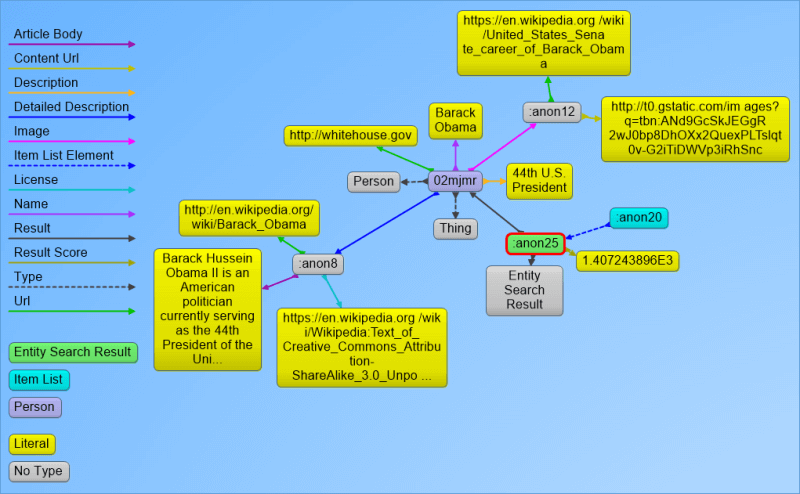 Article Body
Content Url
Description
Detailed Description
Image
Item List Element
License
Name
Result
Result Score
Type
Url
Entity Search Result
Item List
Person
Literal
No Type
https://en.wikipedia.org /wiki
/United_States_Sena
te_career_of_Barack_Obam
a
:anon12
http://t0.gstatic.com/im ages?
q=tbn:ANd9GcSkJEGgR
2wJ0bp8DhOXx2QuexPLTslqt
0v-G2iTiDWVp3iRhSnc
Barack
Obama
http://whitehouse.gov
Person
02mjmr
44th U.S.
President
Thing
:anon20
:anon25
1.407243896E3
Entity
Search
Result
http://en.wikipedia.org/
wiki/Barack_Obama
:anon8
Barack Hussein
Obama II is an
American
politician
currently serving
as the 44th
President of the
Uni...
https://en.wikipedia.org /wik
i/Wikipedia:Text_of_
Creative_Commons_Attribu
tion-
ShareAlike_3.0_Unpo ...